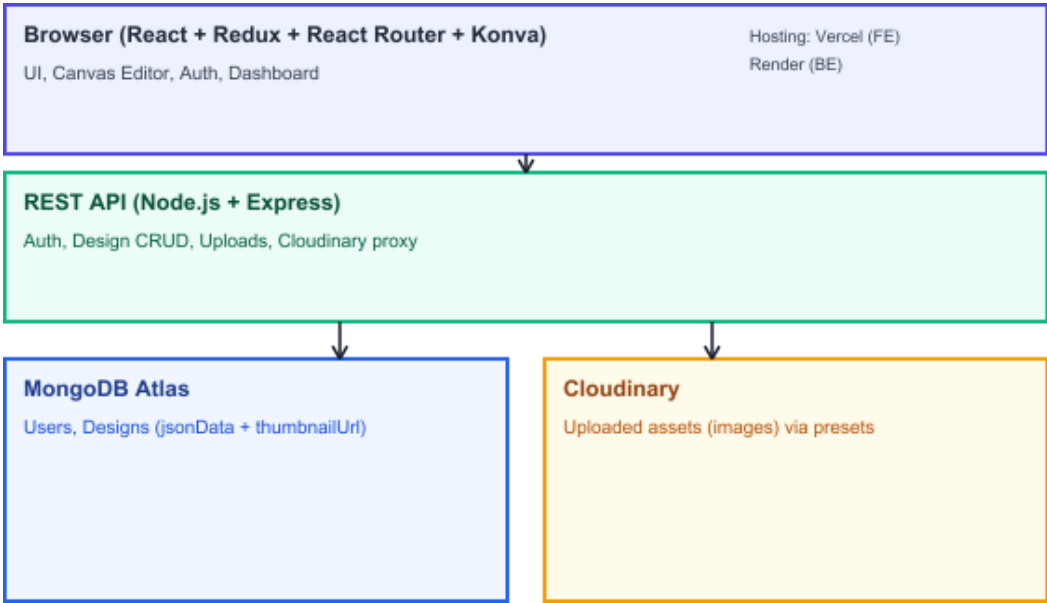 Browser (React + Redux + React Router + Konva)
UI, Canvas Editor, Auth, Dashboard
Hosting: Vercel (FE)
Render (BE)
REST API (Node.js + Express)
Auth, Design CRUD, Uploads, Cloudinary proxy
MongoDB Atlas
Users, Designs (jsonData + thumbnailUrl)
Cloudinary
Uploaded assets (images) via presets